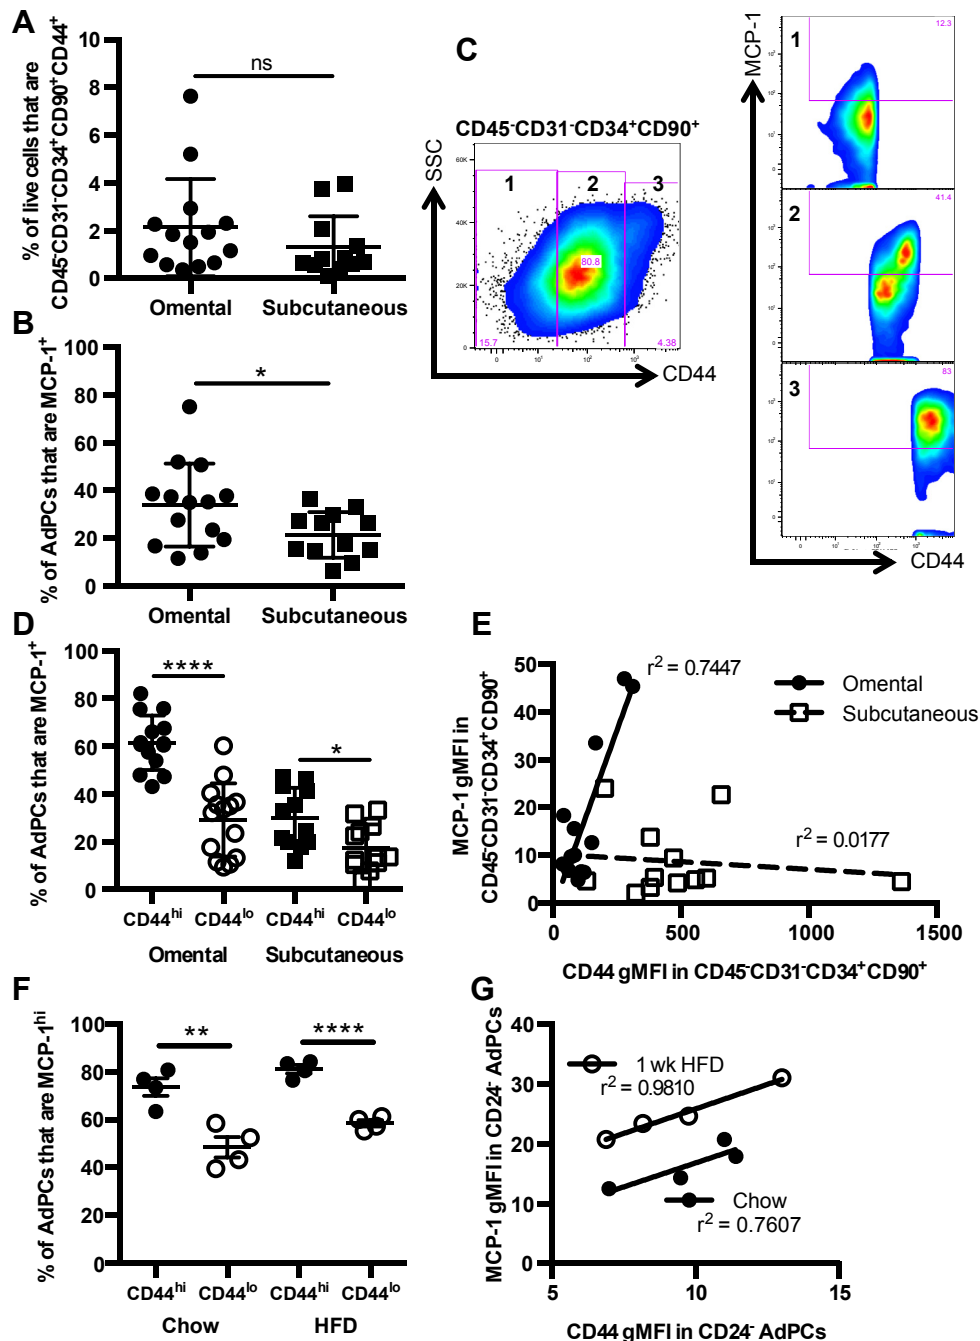 A
% of live cells that are
CD45⁻CD31⁻CD34⁺CD90⁺CD44⁺
10
8
6
4
2
0
ns
Omental
Subcutaneous
B
% of AdPCs that are MCP-1⁺
100
80
60
40
20
0
*
Omental
Subcutaneous
C
CD45⁻CD31⁻CD34⁺CD90⁺
SSC
60K
40K
20K
0
1
2
3
80.8
15.7
4.38
0
10¹
10²
10³
CD44
MCP-1
1
12.3
2
41.4
3
83
CD44
D
% of AdPCs that are MCP-1⁺
100
80
60
40
20
0
****
*
CD44ʰⁱ
CD44ˡᵒ
CD44ʰⁱ
CD44ˡᵒ
Omental
Subcutaneous
E
MCP-1 gMFI in
CD45⁻CD31⁻CD34⁺CD90⁺
50
40
30
20
10
0
r² = 0.7447
Omental
Subcutaneous
r² = 0.0177
0
500
1000
1500
CD44 gMFI in CD45⁻CD31⁻CD34⁺CD90⁺
F
% of AdPCs that are MCP-1ʰⁱ
100
80
60
40
20
0
**
****
CD44ʰⁱ
CD44ˡᵒ
CD44ʰⁱ
CD44ˡᵒ
Chow
HFD
G
MCP-1 gMFI in CD24⁻ AdPCs
40
30
20
10
0
1 wk HFD
r² = 0.9810
Chow
r² = 0.7607
5
10
15
CD44 gMFI in CD24⁻ AdPCs